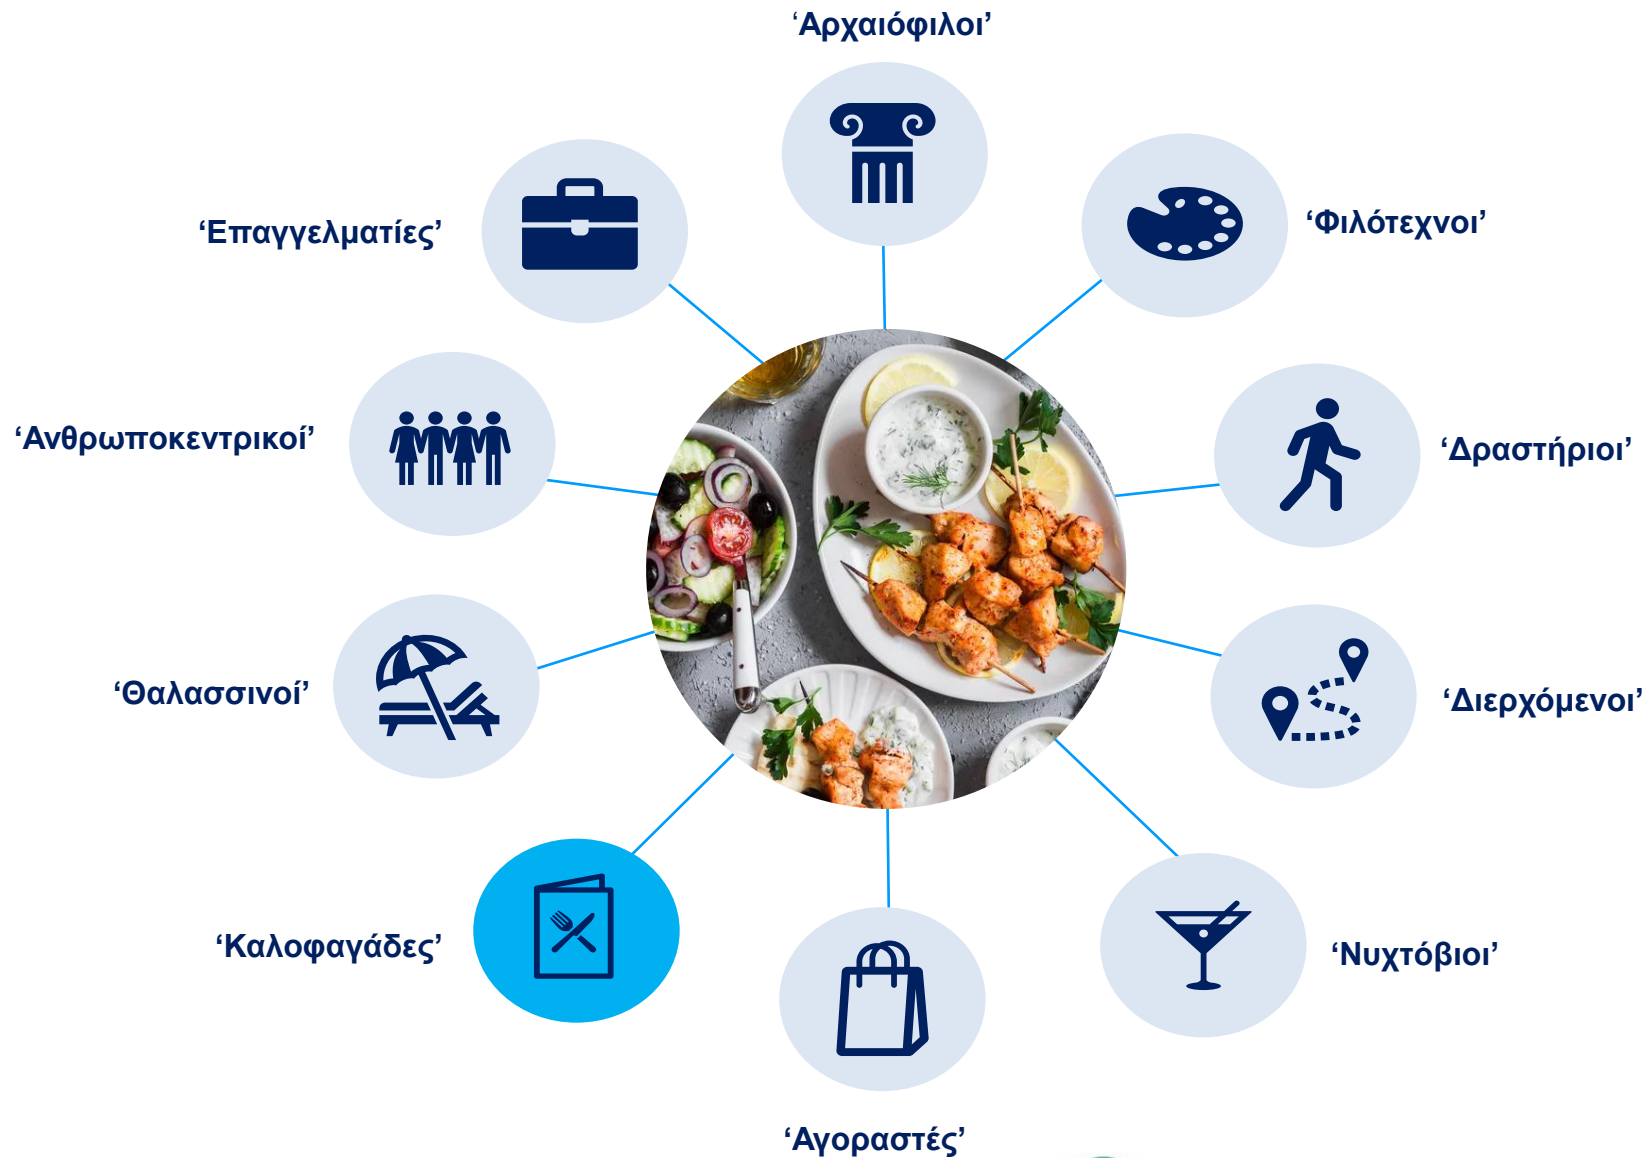 ‘Αρχαιόφιλοι’
‘Φιλότεχνοι’
‘Επαγγελματίες’
‘Ανθρωποκεντρικοί’
‘Δραστήριοι’
‘Θαλασσινοί’
‘Διερχόμενοι’
‘Καλοφαγάδες’
‘Νυχτόβιοι’
‘Αγοραστές’